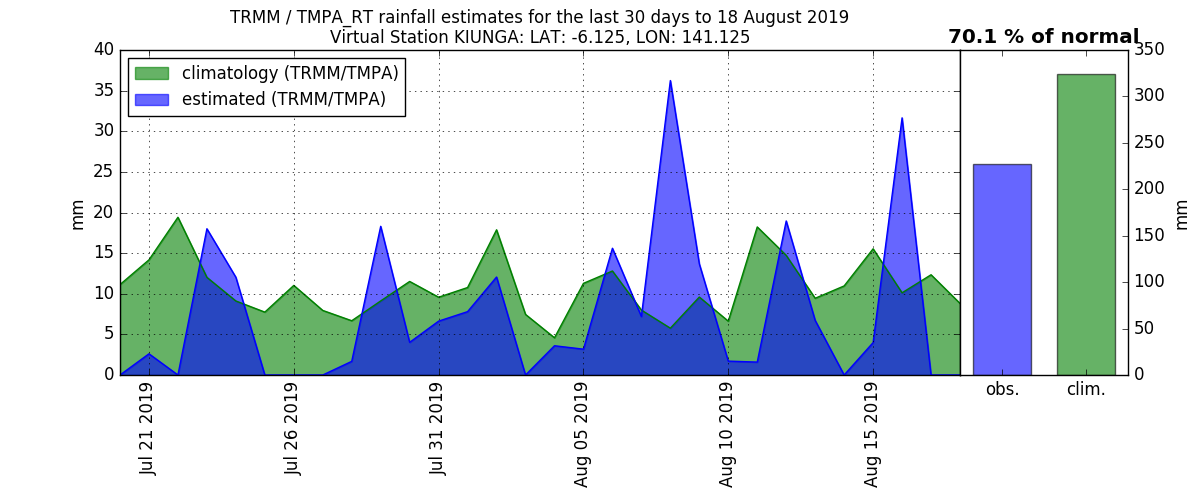 TRMM / TMPA_RT rainfall estimates for the last 30 days to 18 August 2019
Virtual Station KIUNGA: LAT: -6.125, LON: 141.125
70.1 % of normal
climatology (TRMM/TMPA)
estimated (TRMM/TMPA)
mm
40
35
30
25
20
15
10
5
0
Jul 21 2019
Jul 26 2019
Jul 31 2019
Aug 05 2019
Aug 10 2019
Aug 15 2019
obs.
clim.
350
300
250
200
150
100
50
0
mm